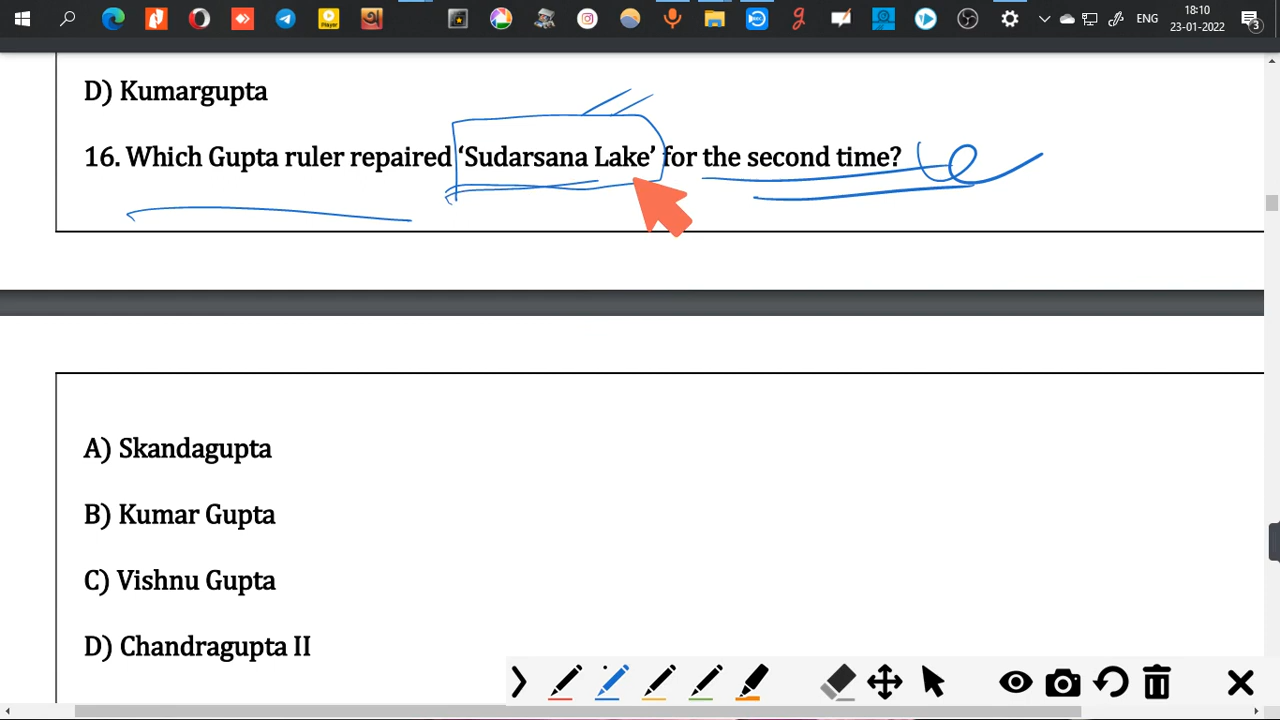 ENG
18:10
23-01-2022
3
D) Kumargupta
16. Which Gupta ruler repaired ‘Sudarsana Lake’ for the second time?
A) Skandagupta
B) Kumar Gupta
C) Vishnu Gupta
D) Chandragupta II